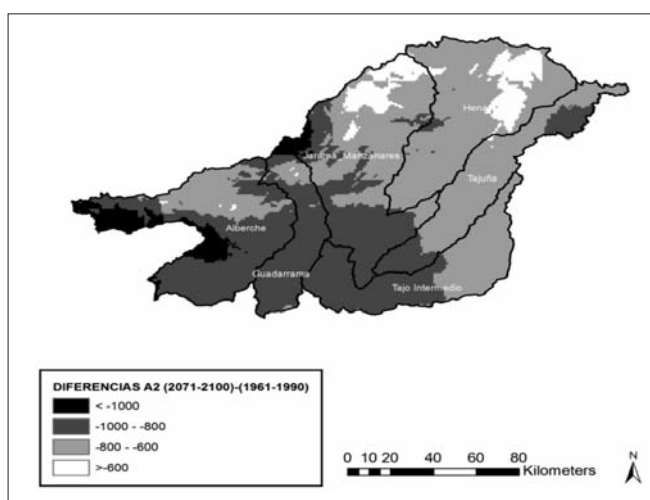 Henares
Jarama_Manzanares
Tajuña
Alberche
Guadarrama
Tajo Intermedio
DIFERENCIAS A2 (2071-2100)-(1961-1990)
< -1000
-1000 - -800
-800 - -600
>-600
N
0 10 20 40 60 80
Kilometers